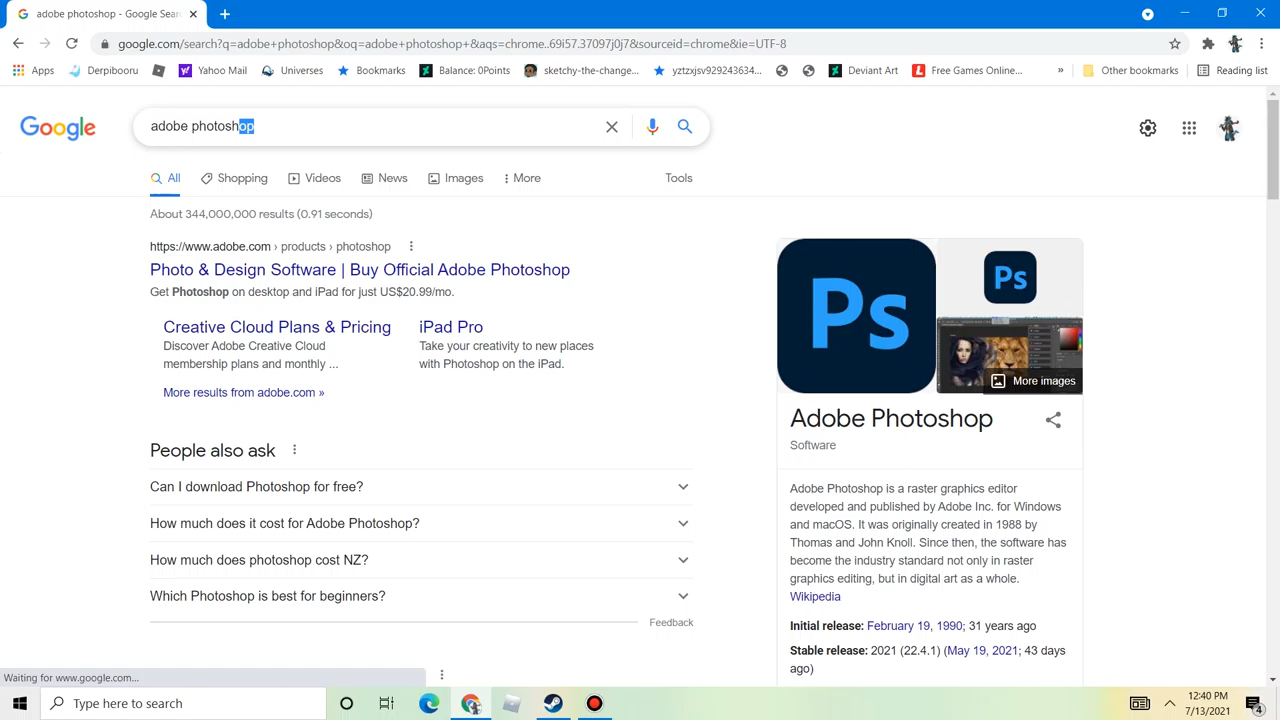 adobe photoshop - Google Sear
google.com/search?q=adobe+photoshop&oq=adobe+photoshop+&aqs=chrome..69i57.37097j0j7&sourceid=chrome&ie=UTF-8
Apps Derpibooru Yahoo Mail Universes Bookmarks Balance: 0Points sketchy-the-change... yztzxjsv929243634... Deviant Art Free Games Online... » Other bookmarks Reading list
Google
adobe photoshop
All Shopping Videos News Images More Tools
About 344,000,000 results (0.91 seconds)
https://www.adobe.com › products › photoshop
Photo & Design Software | Buy Official Adobe Photoshop
Get Photoshop on desktop and iPad for just US$20.99/mo.
Creative Cloud Plans & Pricing
Discover Adobe Creative Cloud
membership plans and monthly ...
iPad Pro
Take your creativity to new places
with Photoshop on the iPad.
More results from adobe.com »
People also ask
Can I download Photoshop for free?
How much does it cost for Adobe Photoshop?
How much does photoshop cost NZ?
Which Photoshop is best for beginners?
Feedback
Ps
Ps
More images
Adobe Photoshop
Software
Adobe Photoshop is a raster graphics editor
developed and published by Adobe Inc. for Windows
and macOS. It was originally created in 1988 by
Thomas and John Knoll. Since then, the software has
become the industry standard not only in raster
graphics editing, but in digital art as a whole.
Wikipedia
Initial release: February 19, 1990; 31 years ago
Stable release: 2021 (22.4.1) (May 19, 2021; 43 days
ago)
Waiting for www.google.com...
Type here to search
12:40 PM
7/13/2021
4